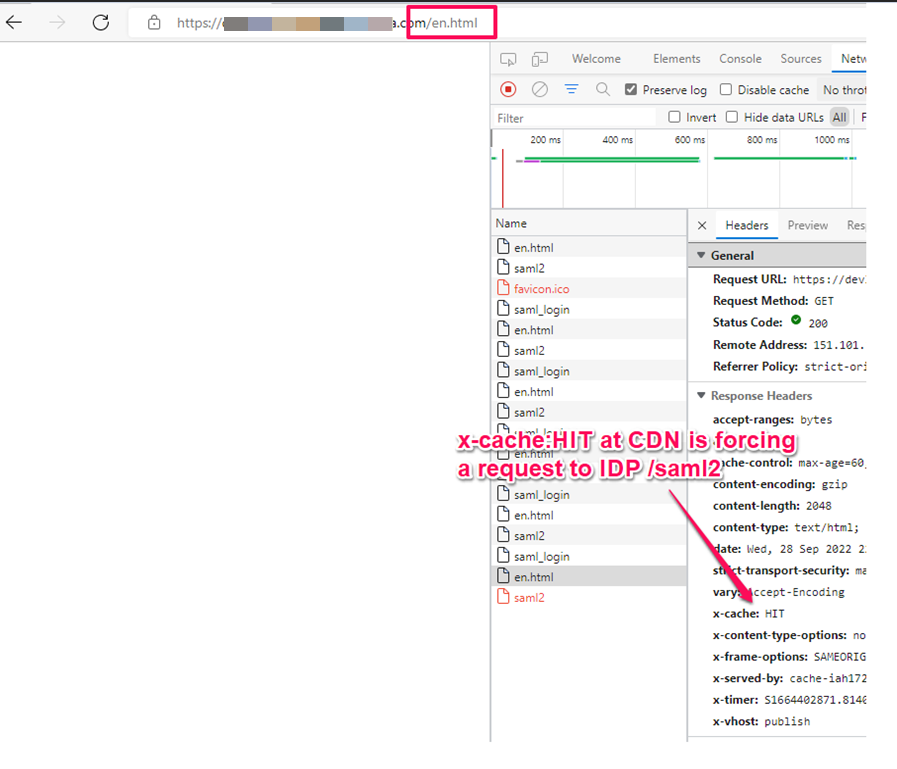 https:// a.com/en.html
Welcome Elements Console Sources Netw
Preserve log Disable cache No throt
Filter Invert Hide data URLs All F
200 ms 400 ms 600 ms 800 ms 1000 ms
Name
en.html
saml2
favicon.ico
saml_login
en.html
saml2
saml_login
en.html
saml2
saml_login
en.html
saml_login
en.html
saml2
saml_login
en.html
saml2
Headers Preview Res
General
Request URL: https://dev
Request Method: GET
Status Code: 200
Remote Address: 151.101.
Referrer Policy: strict-ori
Response Headers
accept-ranges: bytes
cache-control: max-age=60,
content-encoding: gzip
content-length: 2048
content-type: text/html;
date: Wed, 28 Sep 2022 2
strict-transport-security: ma
vary: Accept-Encoding
x-cache: HIT
x-content-type-options: no
x-frame-options: SAMEORIG
x-served-by: cache-iah172
x-timer: S1664402871.8140
x-vhost: publish
x-cache:HIT at CDN is forcing
a request to IDP /saml2